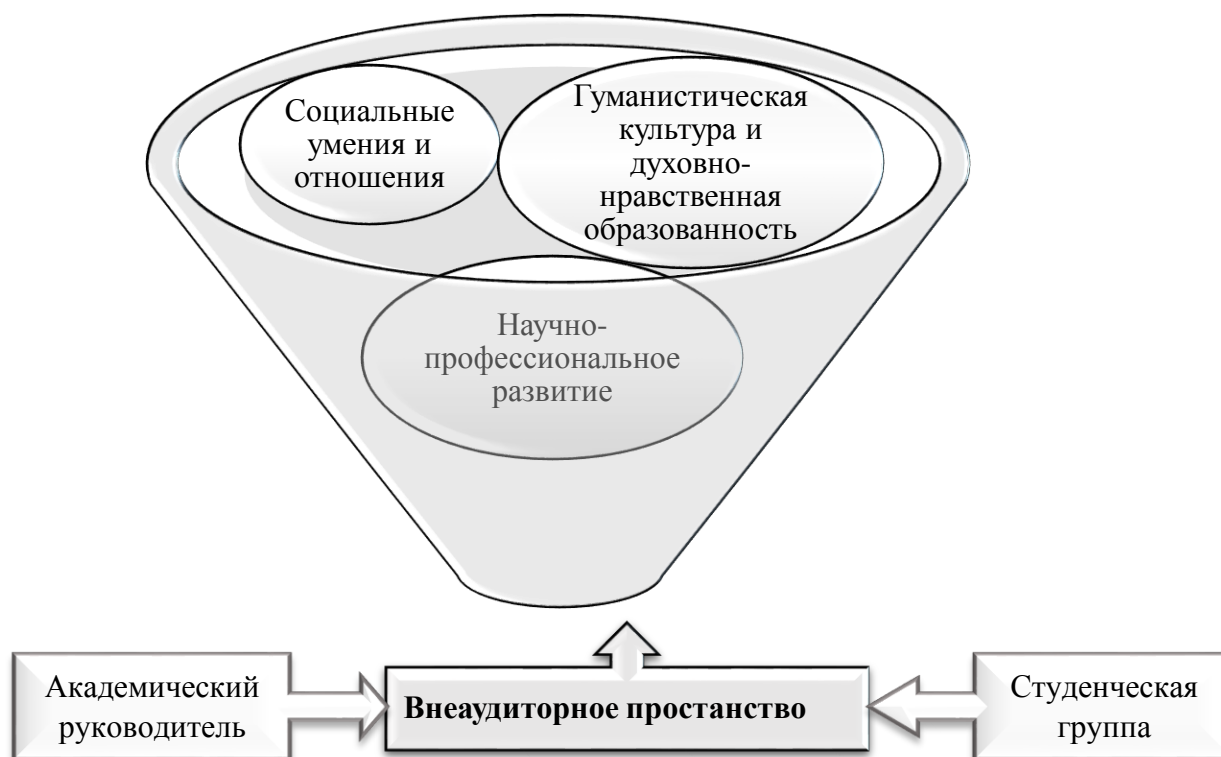 Социальные
умения и
отношения
Гуманистическая
культура и
духовно-
нравственная
образованность
Научно-
профессиональное
развитие
Академический
руководитель
Внеаудиторное простанство
Студенческая
группа